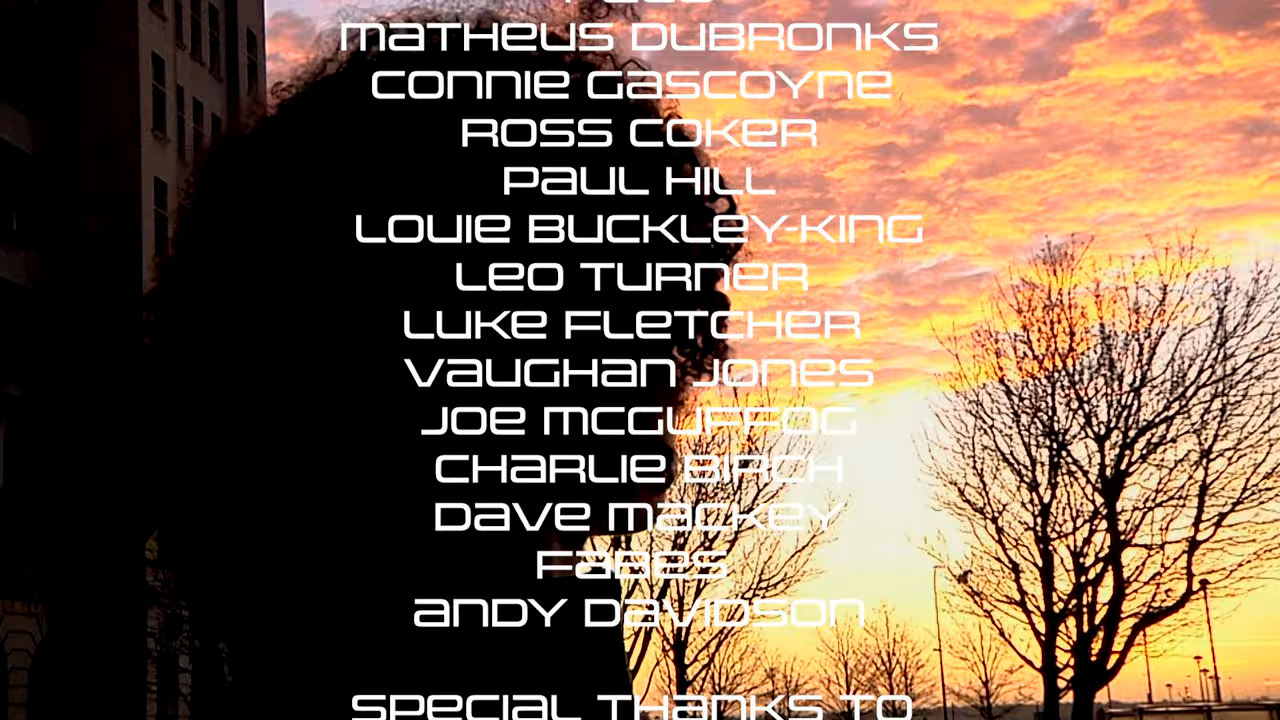 MATHEUS DUBRONKS
CONNIE GASCOYNE
ROSS COKER
PAUL HILL
LOUIE BUCKLEY-KING
LEO TURNER
LUKE FLETCHER
VAUGHAN JONES
JOE MCGUFFOG
CHARLIE BIRCH
DAVE MACKEY
FABES
ANDY DAVIDSON
SPECIAL THANKS TO